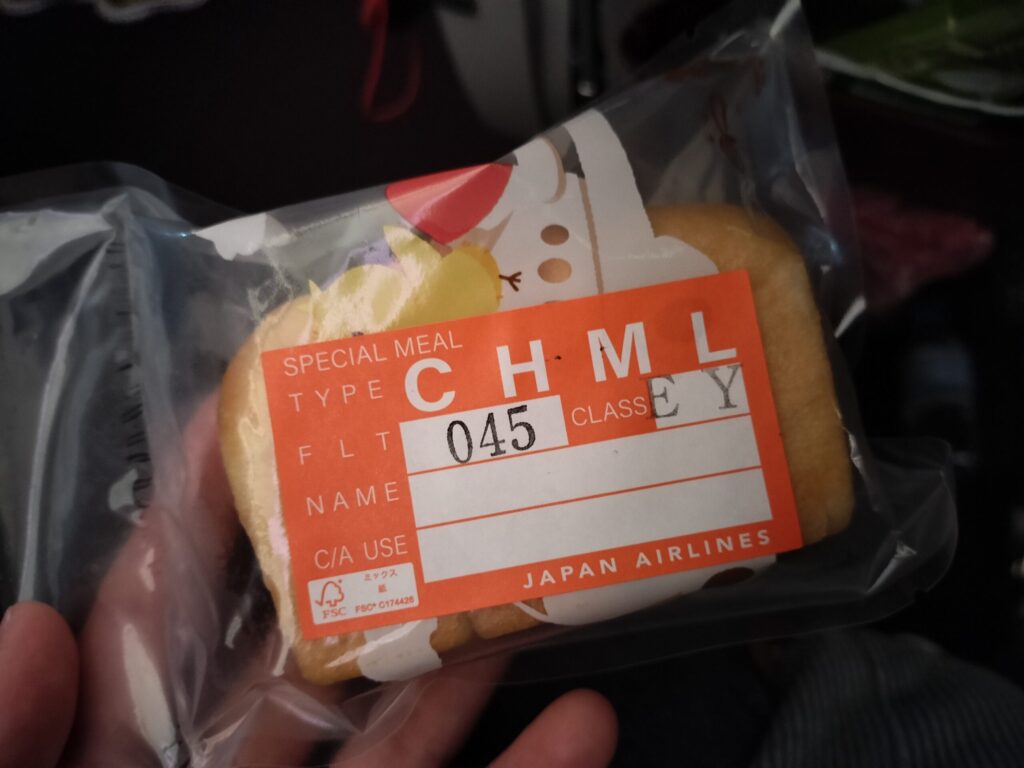 SPECIAL MEAL
TYPE CHML
FLT 045 CLASS EY
NAME
C/A USE
JAPAN AIRLINES
FSC
ミックス
紙
FSC® C174426